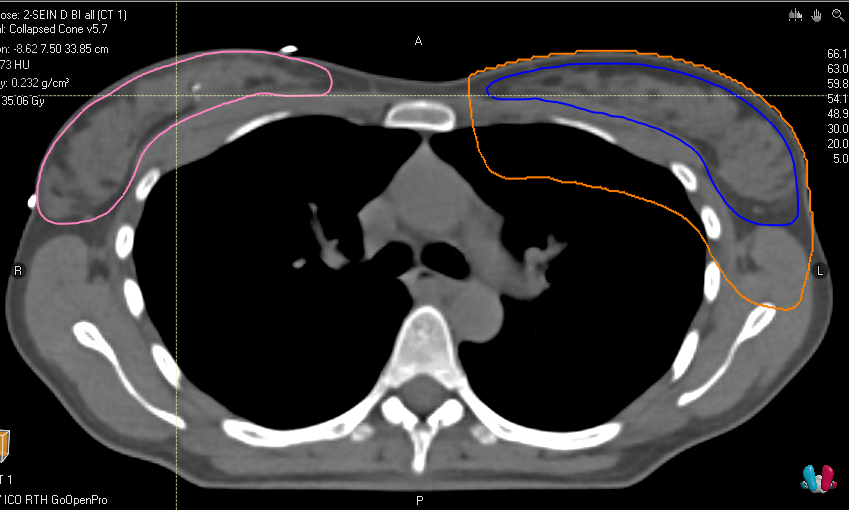 ose: 2-SEIN D BI all (CT 1)
l: Collapsed Cone v5.7
on: -8.62 7.50 33.85 cm
73 HU
y: 0.232 g/cm³
35.06 Gy
A
66.1
63.0
59.8
54.1
48.9
30.0
20.0
5.0
R
L
T 1
ICO RTH GoOpenPro
P